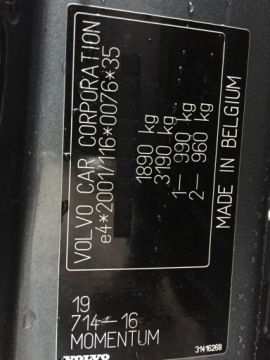 VOLVO CAR CORPORATION
e4*2001/116*0076*35
1890 kg
3190 kg
1— 990 kg
2— 960 kg
MADE IN BELGIUM
19
714—16
MOMENTUM
VOLVO
31416268